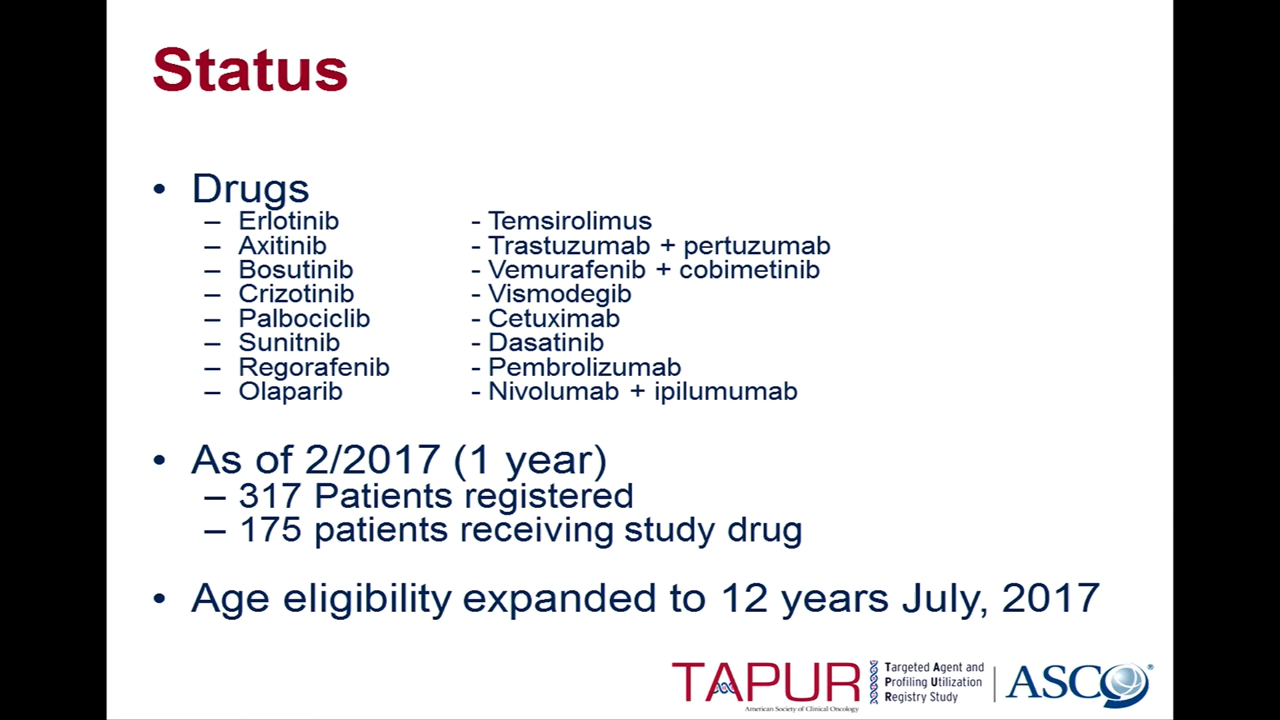 Status
• Drugs
– Erlotinib - Temsirolimus
– Axitinib - Trastuzumab + pertuzumab
– Bosutinib - Vemurafenib + cobimetinib
– Crizotinib - Vismodegib
– Palbociclib - Cetuximab
– Sunitnib - Dasatinib
– Regorafenib - Pembrolizumab
– Olaparib - Nivolumab + ipilumumab
• As of 2/2017 (1 year)
– 317 Patients registered
– 175 patients receiving study drug
• Age eligibility expanded to 12 years July, 2017
TAPUR
American Society of Clinical Oncology
Targeted Agent and
Profiling Utilization
Registry Study
ASCO®